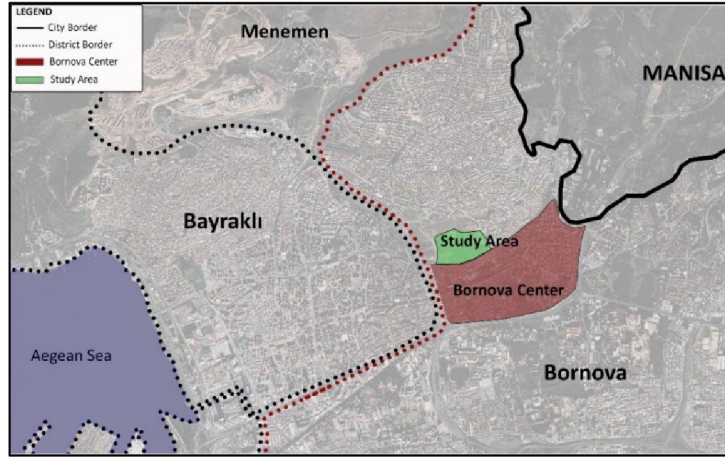 LEGEND
City Border
District Border
Bornova Center
Study Area
Menemen
MANISA
Bayraklı
Study Area
Bornova Center
Aegean Sea
Bornova